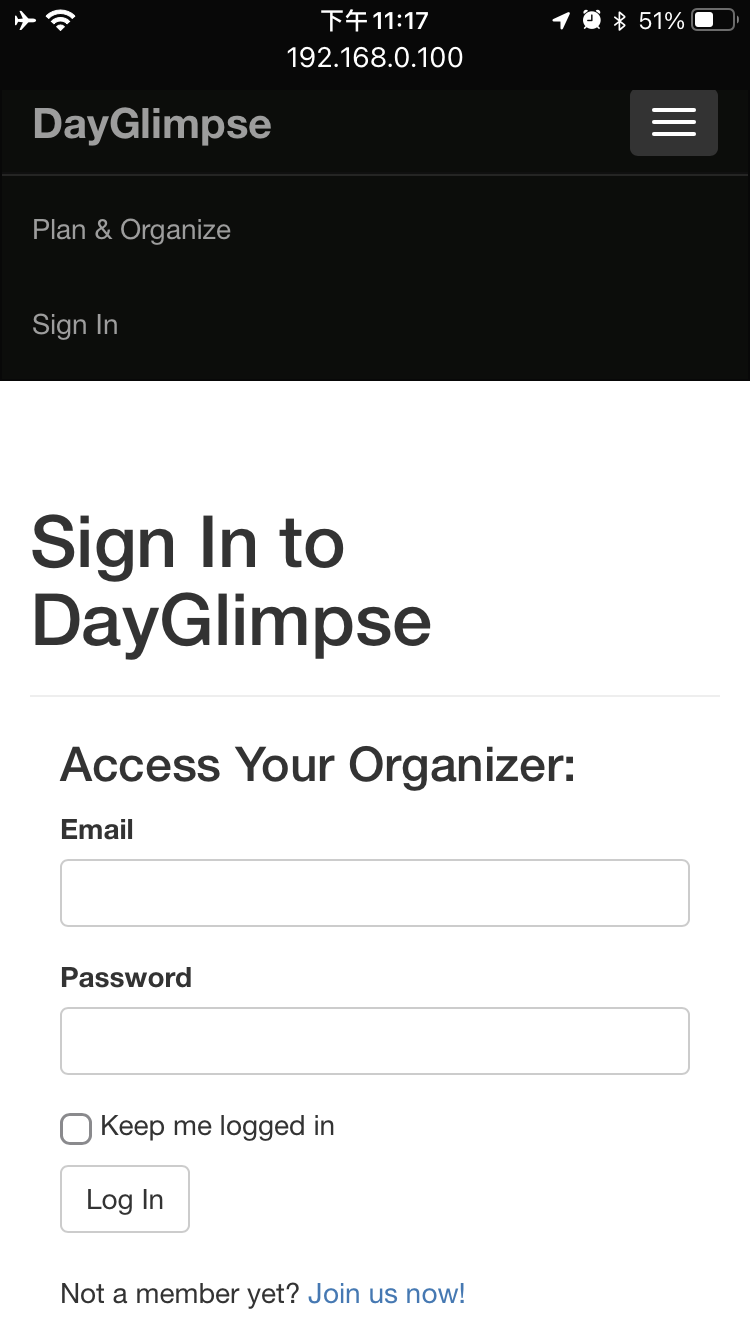 下午11:17
51%
192.168.0.100
DayGlimpse
Plan & Organize
Sign In
Sign In to
DayGlimpse
Access Your Organizer:
Email
Password
Keep me logged in
Log In
Not a member yet? Join us now!